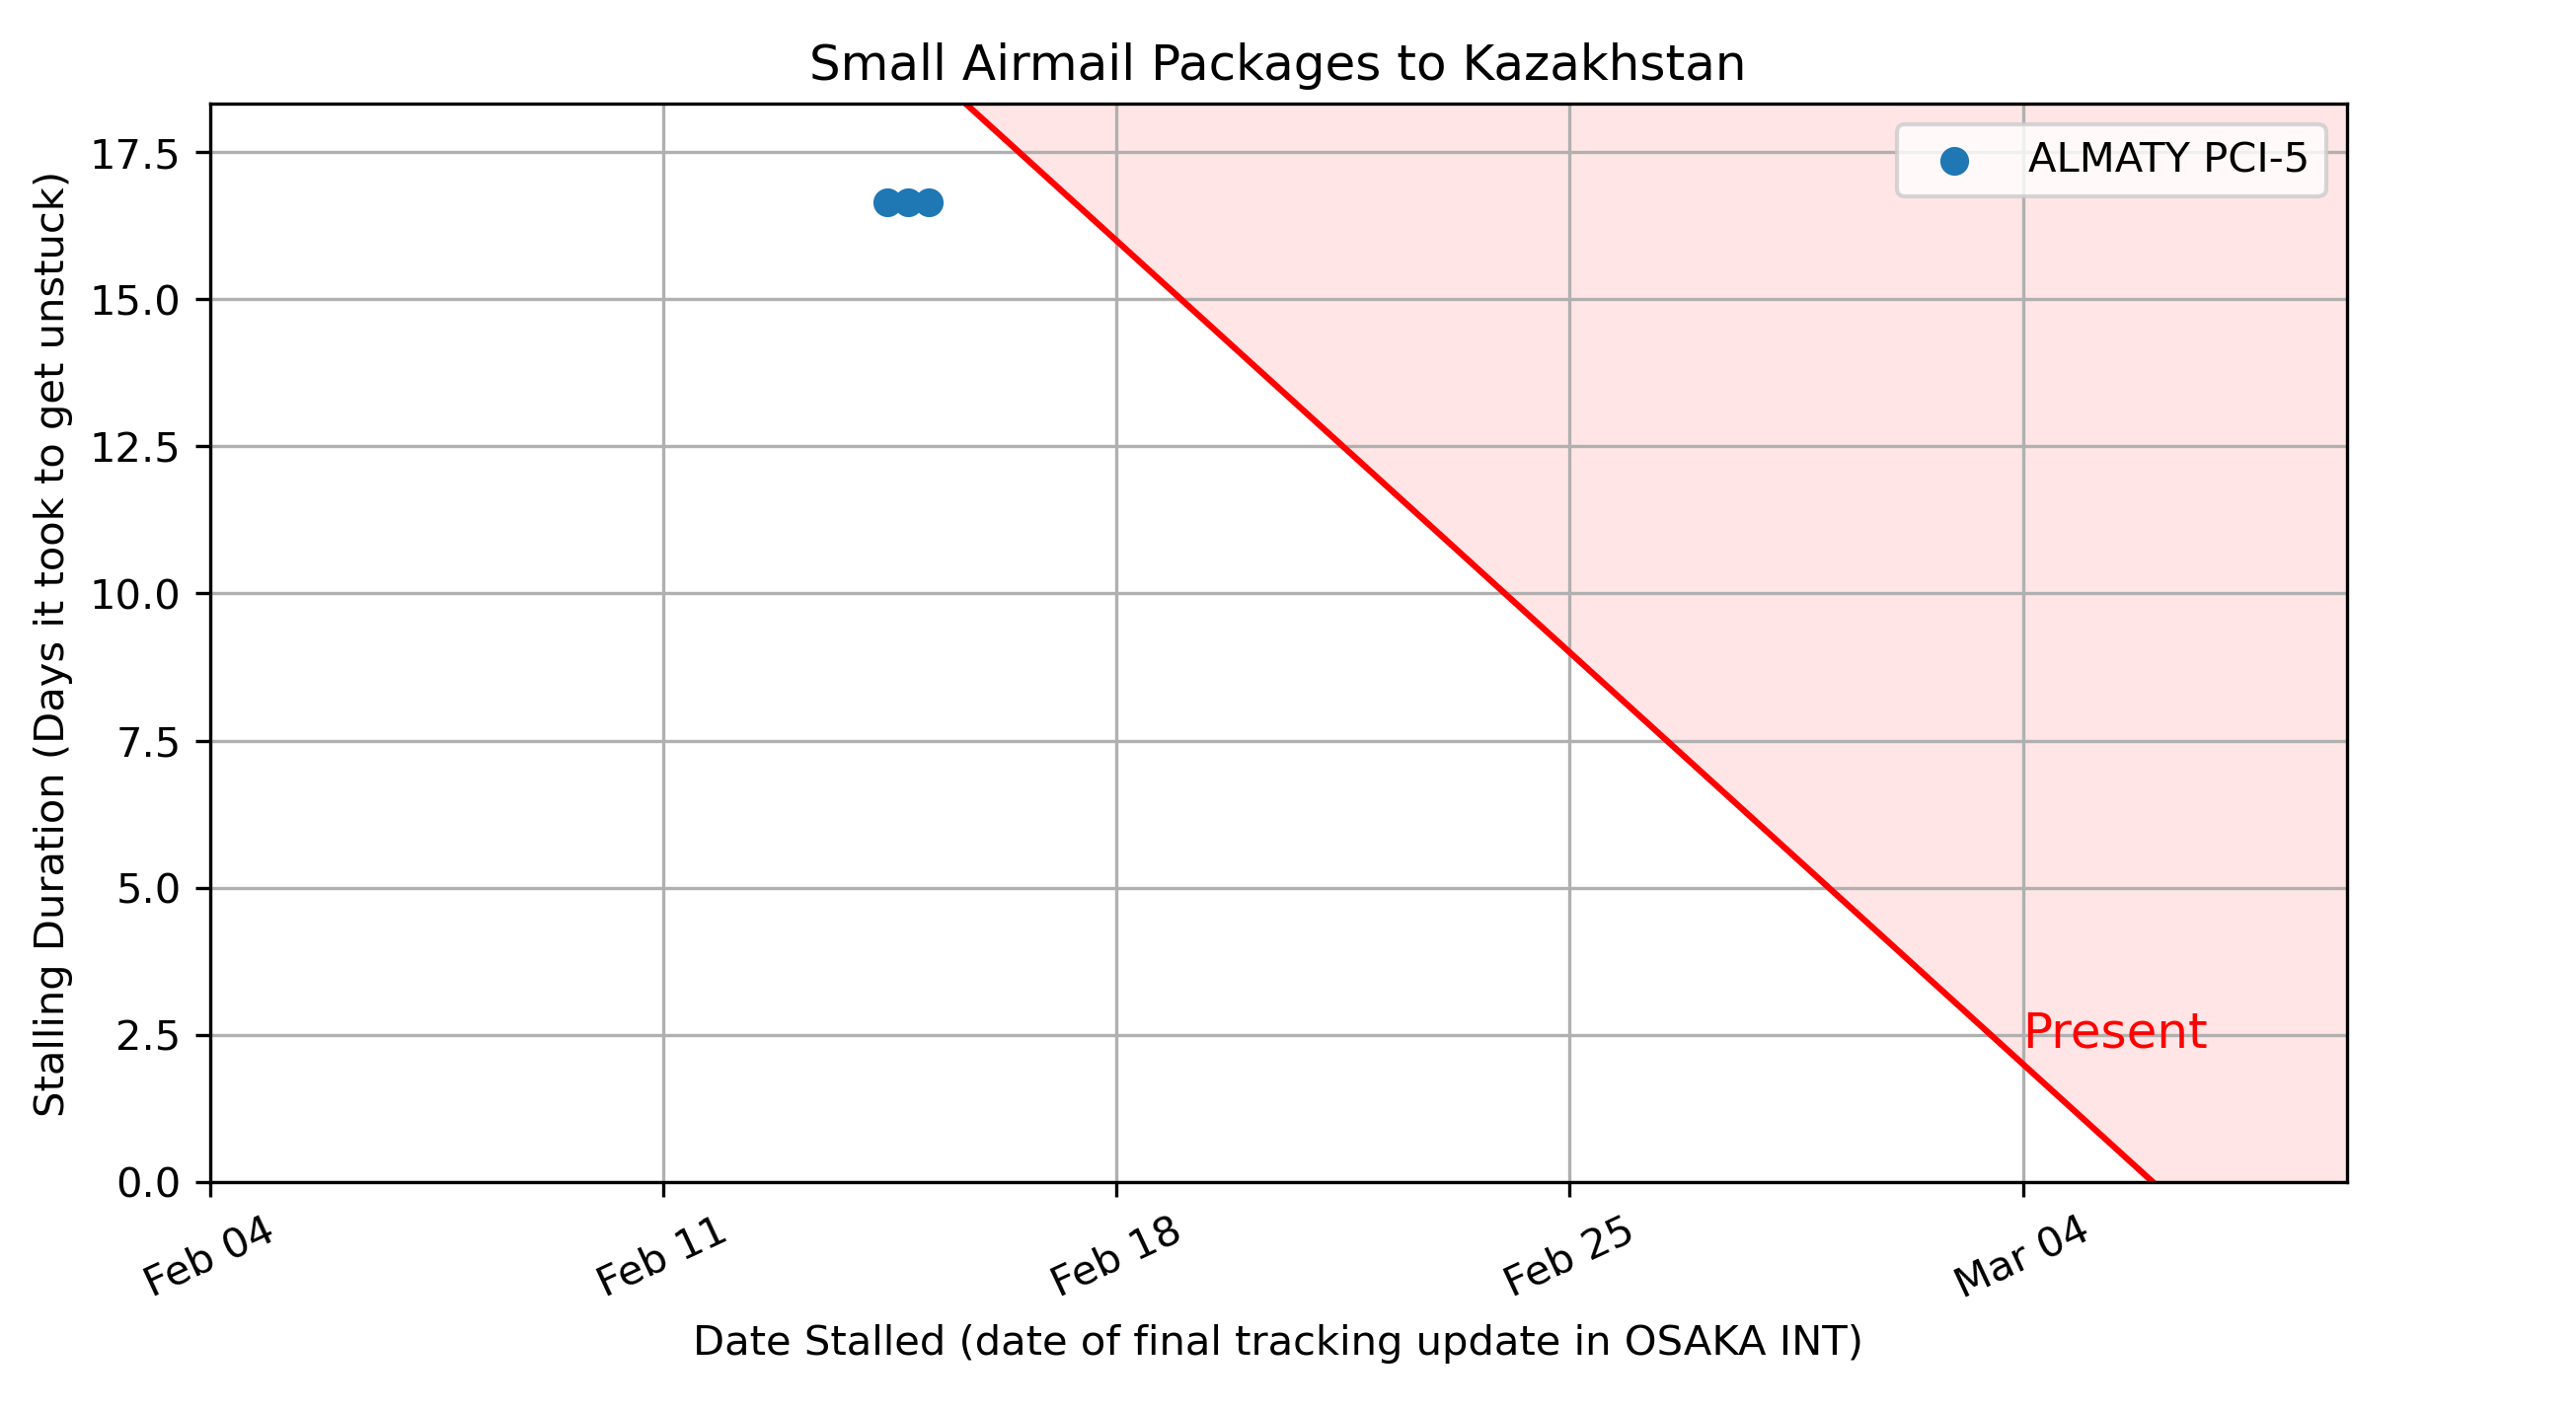 Small Airmail Packages to Kazakhstan
ALMATY PCI-5
Stalling Duration (Days it took to get unstuck)
17.5
15.0
12.5
10.0
7.5
5.0
2.5
0.0
Present
Feb 04
Feb 11
Feb 18
Feb 25
Mar 04
Date Stalled (date of final tracking update in OSAKA INT)